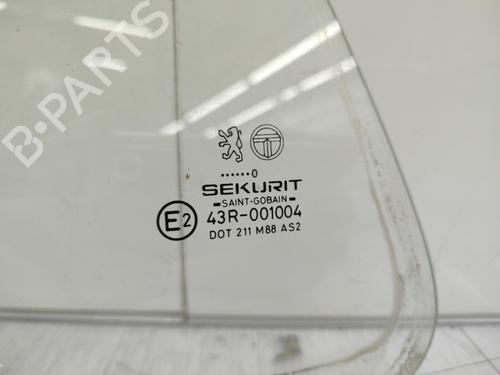 B-PARTS
......0
SEKURIT
SAINT-GOBAIN
E2 43R-001004
DOT 211 M88 AS2